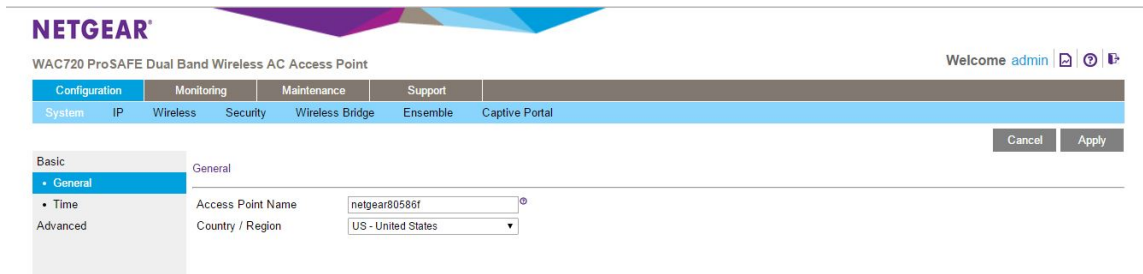 NETGEAR®
WAC720 ProSAFE Dual Band Wireless AC Access Point
Welcome admin
Configuration Monitoring Maintenance Support
System IP Wireless Security Wireless Bridge Ensemble Captive Portal
Cancel Apply
Basic
• General
• Time
Advanced
General
Access Point Name netgear80586f
Country / Region US - United States